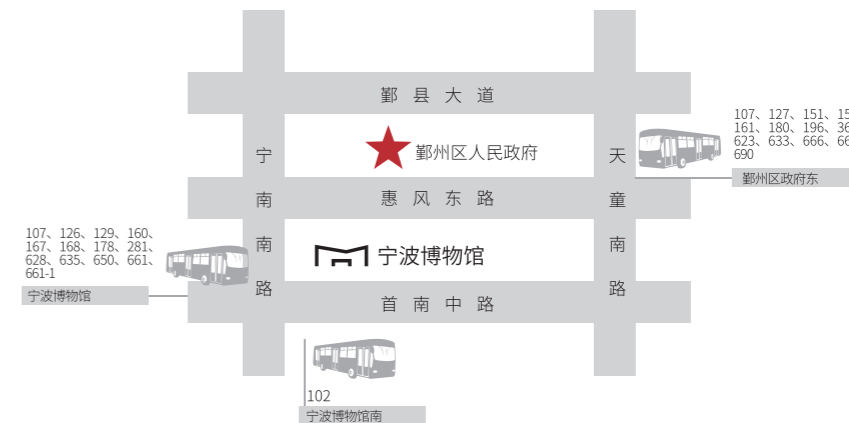 鄞县大道
鄞州区人民政府
宁南南路
惠风东路
天童南路
107、127、151、
161、180、196、
623、633、666、
690
鄞州区政府东
107、126、129、160、
167、168、178、281、
628、635、650、661、
661-1
宁波博物馆
宁波博物馆
首南中路
102
宁波博物馆南